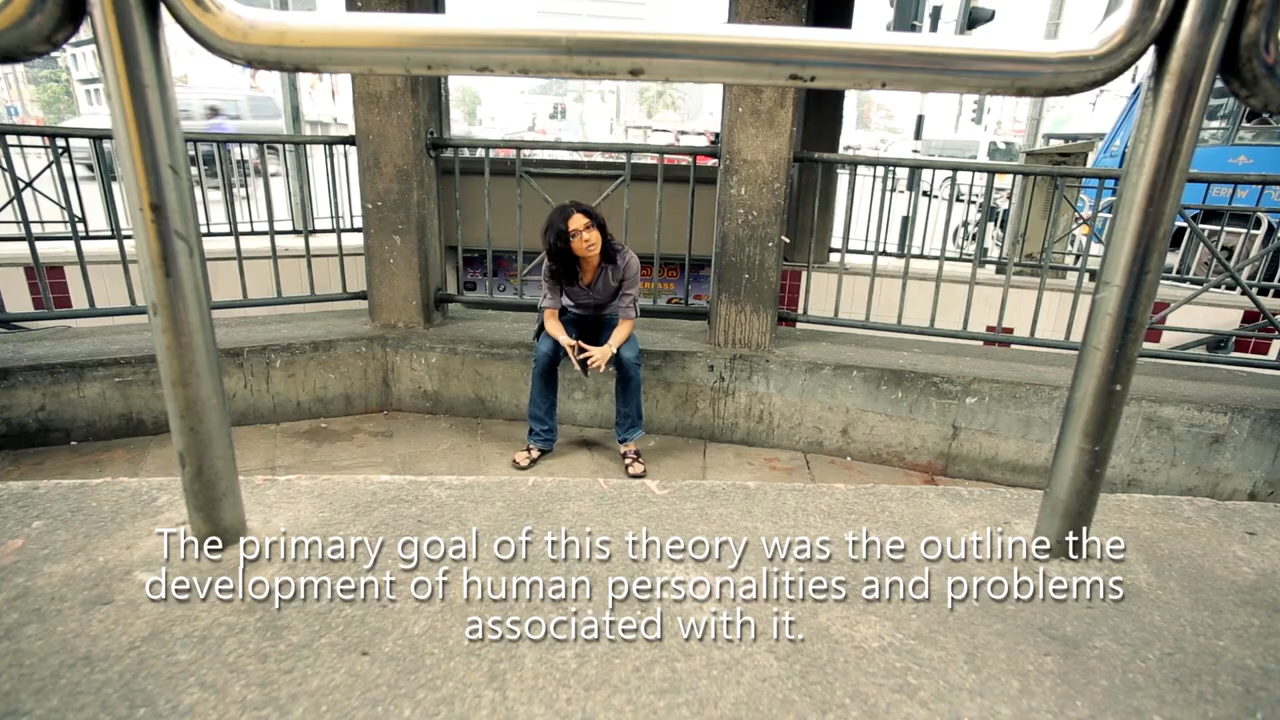 The primary goal of this theory was the outline the
development of human personalities and problems
associated with it.